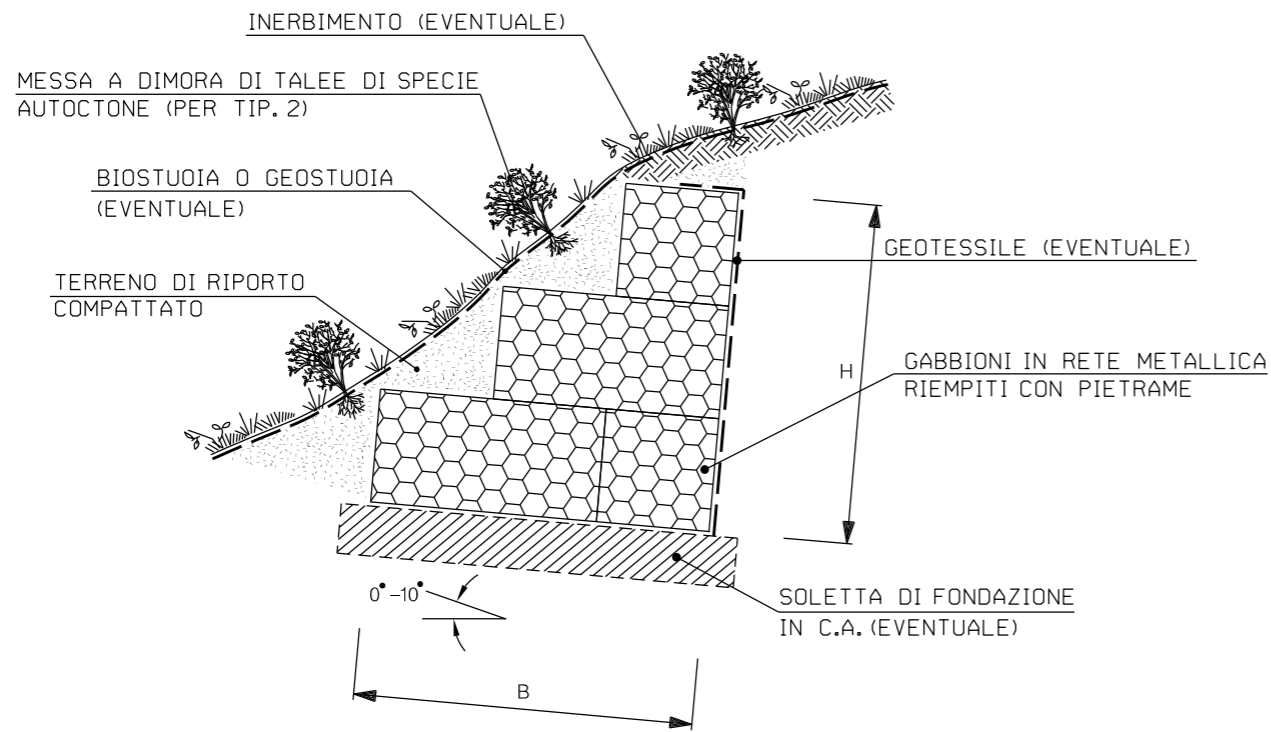 INERBIMENTO (EVENTUALE)
MESSA A DIMORA DI TALEE DI SPECIE
AUTOCTONE (PER TIP. 2)
BIOSTUOIA O GEOSTUOIA
(EVENTUALE)
TERRENO DI RIPORTO
COMPATTATO
GEOTESSILE (EVENTUALE)
H
GABBIONI IN RETE METALLICA
RIEMPITI CON PIETRAME
0° -10°
SOLETTA DI FONDAZIONE
IN C.A. (EVENTUALE)
B